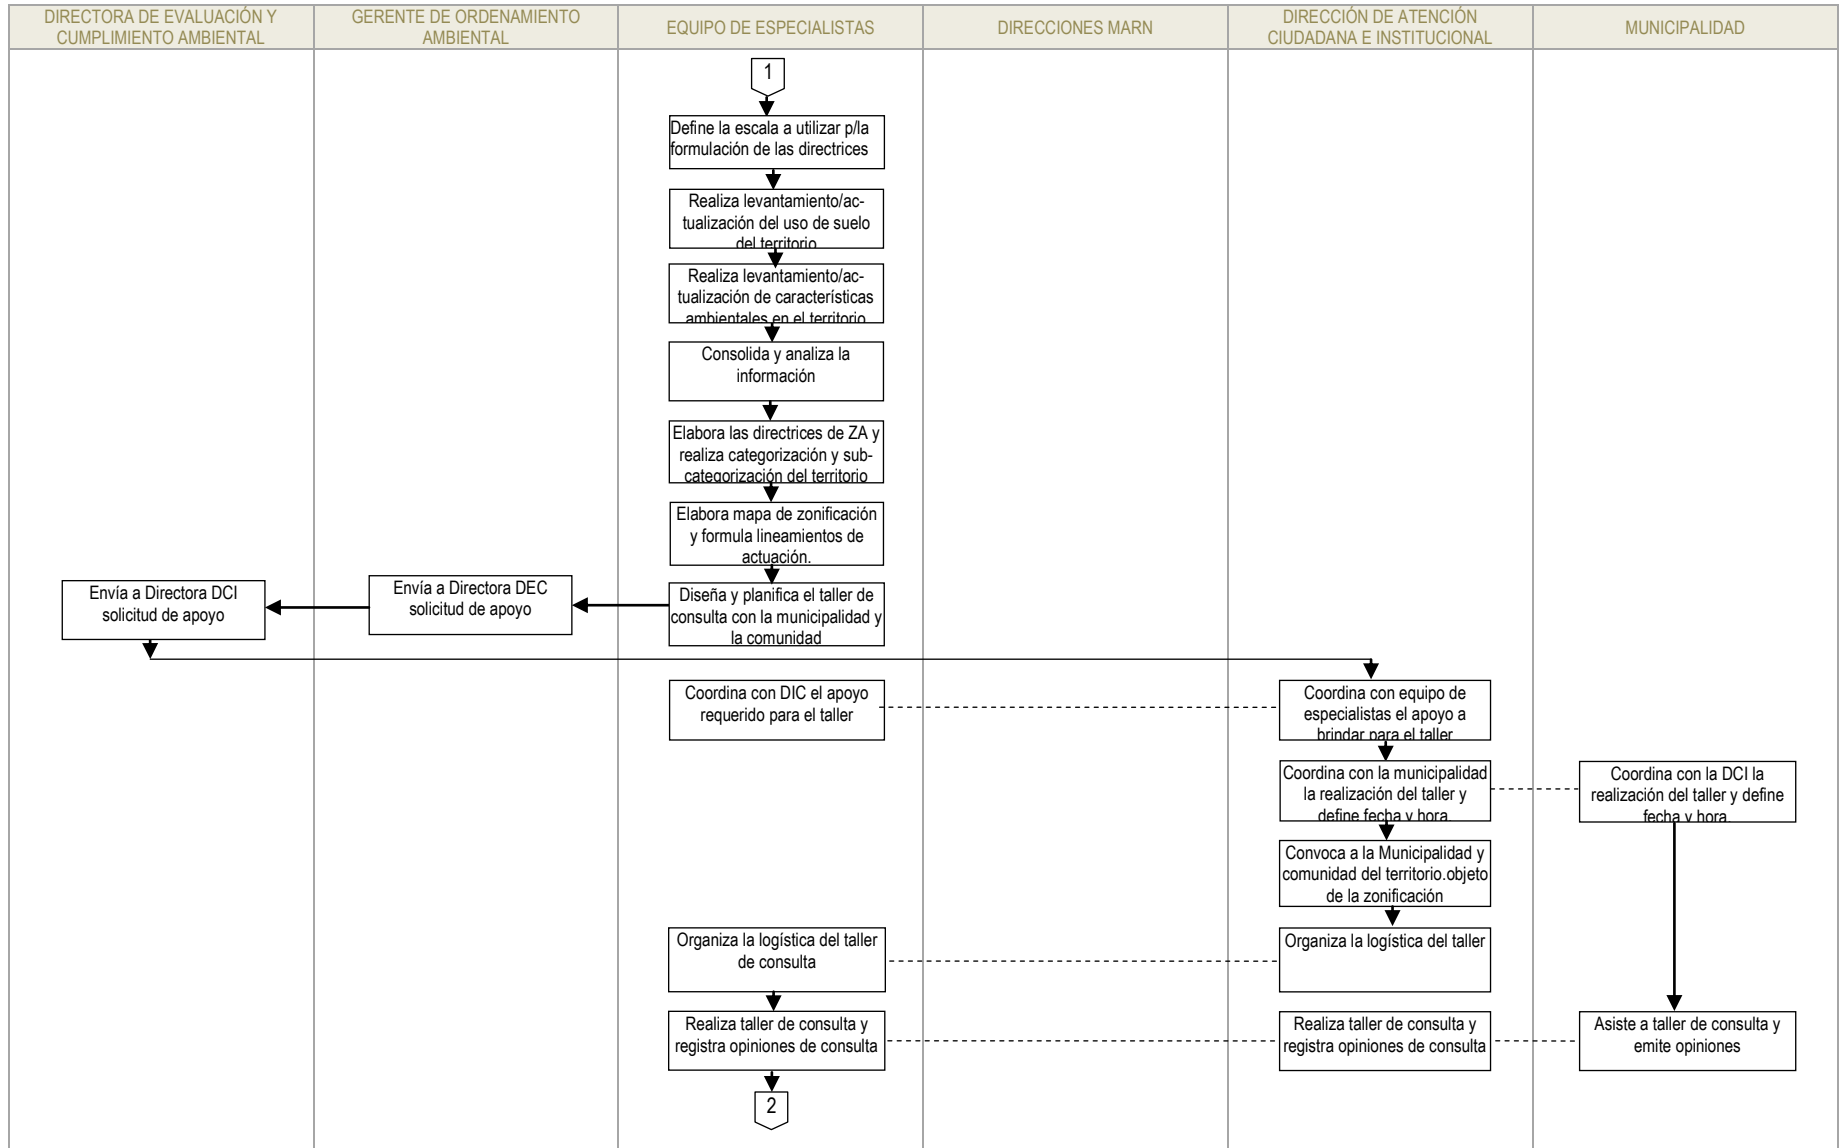 DIRECTORA DE EVALUACIÓN Y
CUMPLIMIENTO AMBIENTAL
GERENTE DE ORDENAMIENTO
AMBIENTAL
EQUIPO DE ESPECIALISTAS
DIRECCIONES MARN
DIRECCIÓN DE ATENCIÓN
CIUDADANA E INSTITUCIONAL
MUNICIPALIDAD
1
Define la escala a utilizar p/la
formulación de las directrices
Realiza levantamiento/ac-
tualización del uso de suelo
del territorio
Realiza levantamiento/ac-
tualización de características
ambientales en el territorio
Consolida y analiza la
información
Elabora las directrices de ZA y
realiza categorización y sub-
categorización del territorio
Elabora mapa de zonificación
y formula lineamientos de
actuación.
Diseña y planifica el taller de
consulta con la municipalidad y
la comunidad
Envía a Directora DEC
solicitud de apoyo
Envía a Directora DCI
solicitud de apoyo
Coordina con DIC el apoyo
requerido para el taller
Coordina con equipo de
especialistas el apoyo a
brindar para el taller
Coordina con la municipalidad
la realización del taller y
define fecha y hora
Coordina con la DCI la
realización del taller y define
fecha y hora
Convoca a la Municipalidad y
comunidad del territorio.objeto
de la zonificación
Organiza la logística del taller
de consulta
Organiza la logística del taller
Realiza taller de consulta y
registra opiniones de consulta
Realiza taller de consulta y
registra opiniones de consulta
Asiste a taller de consulta y
emite opiniones
2